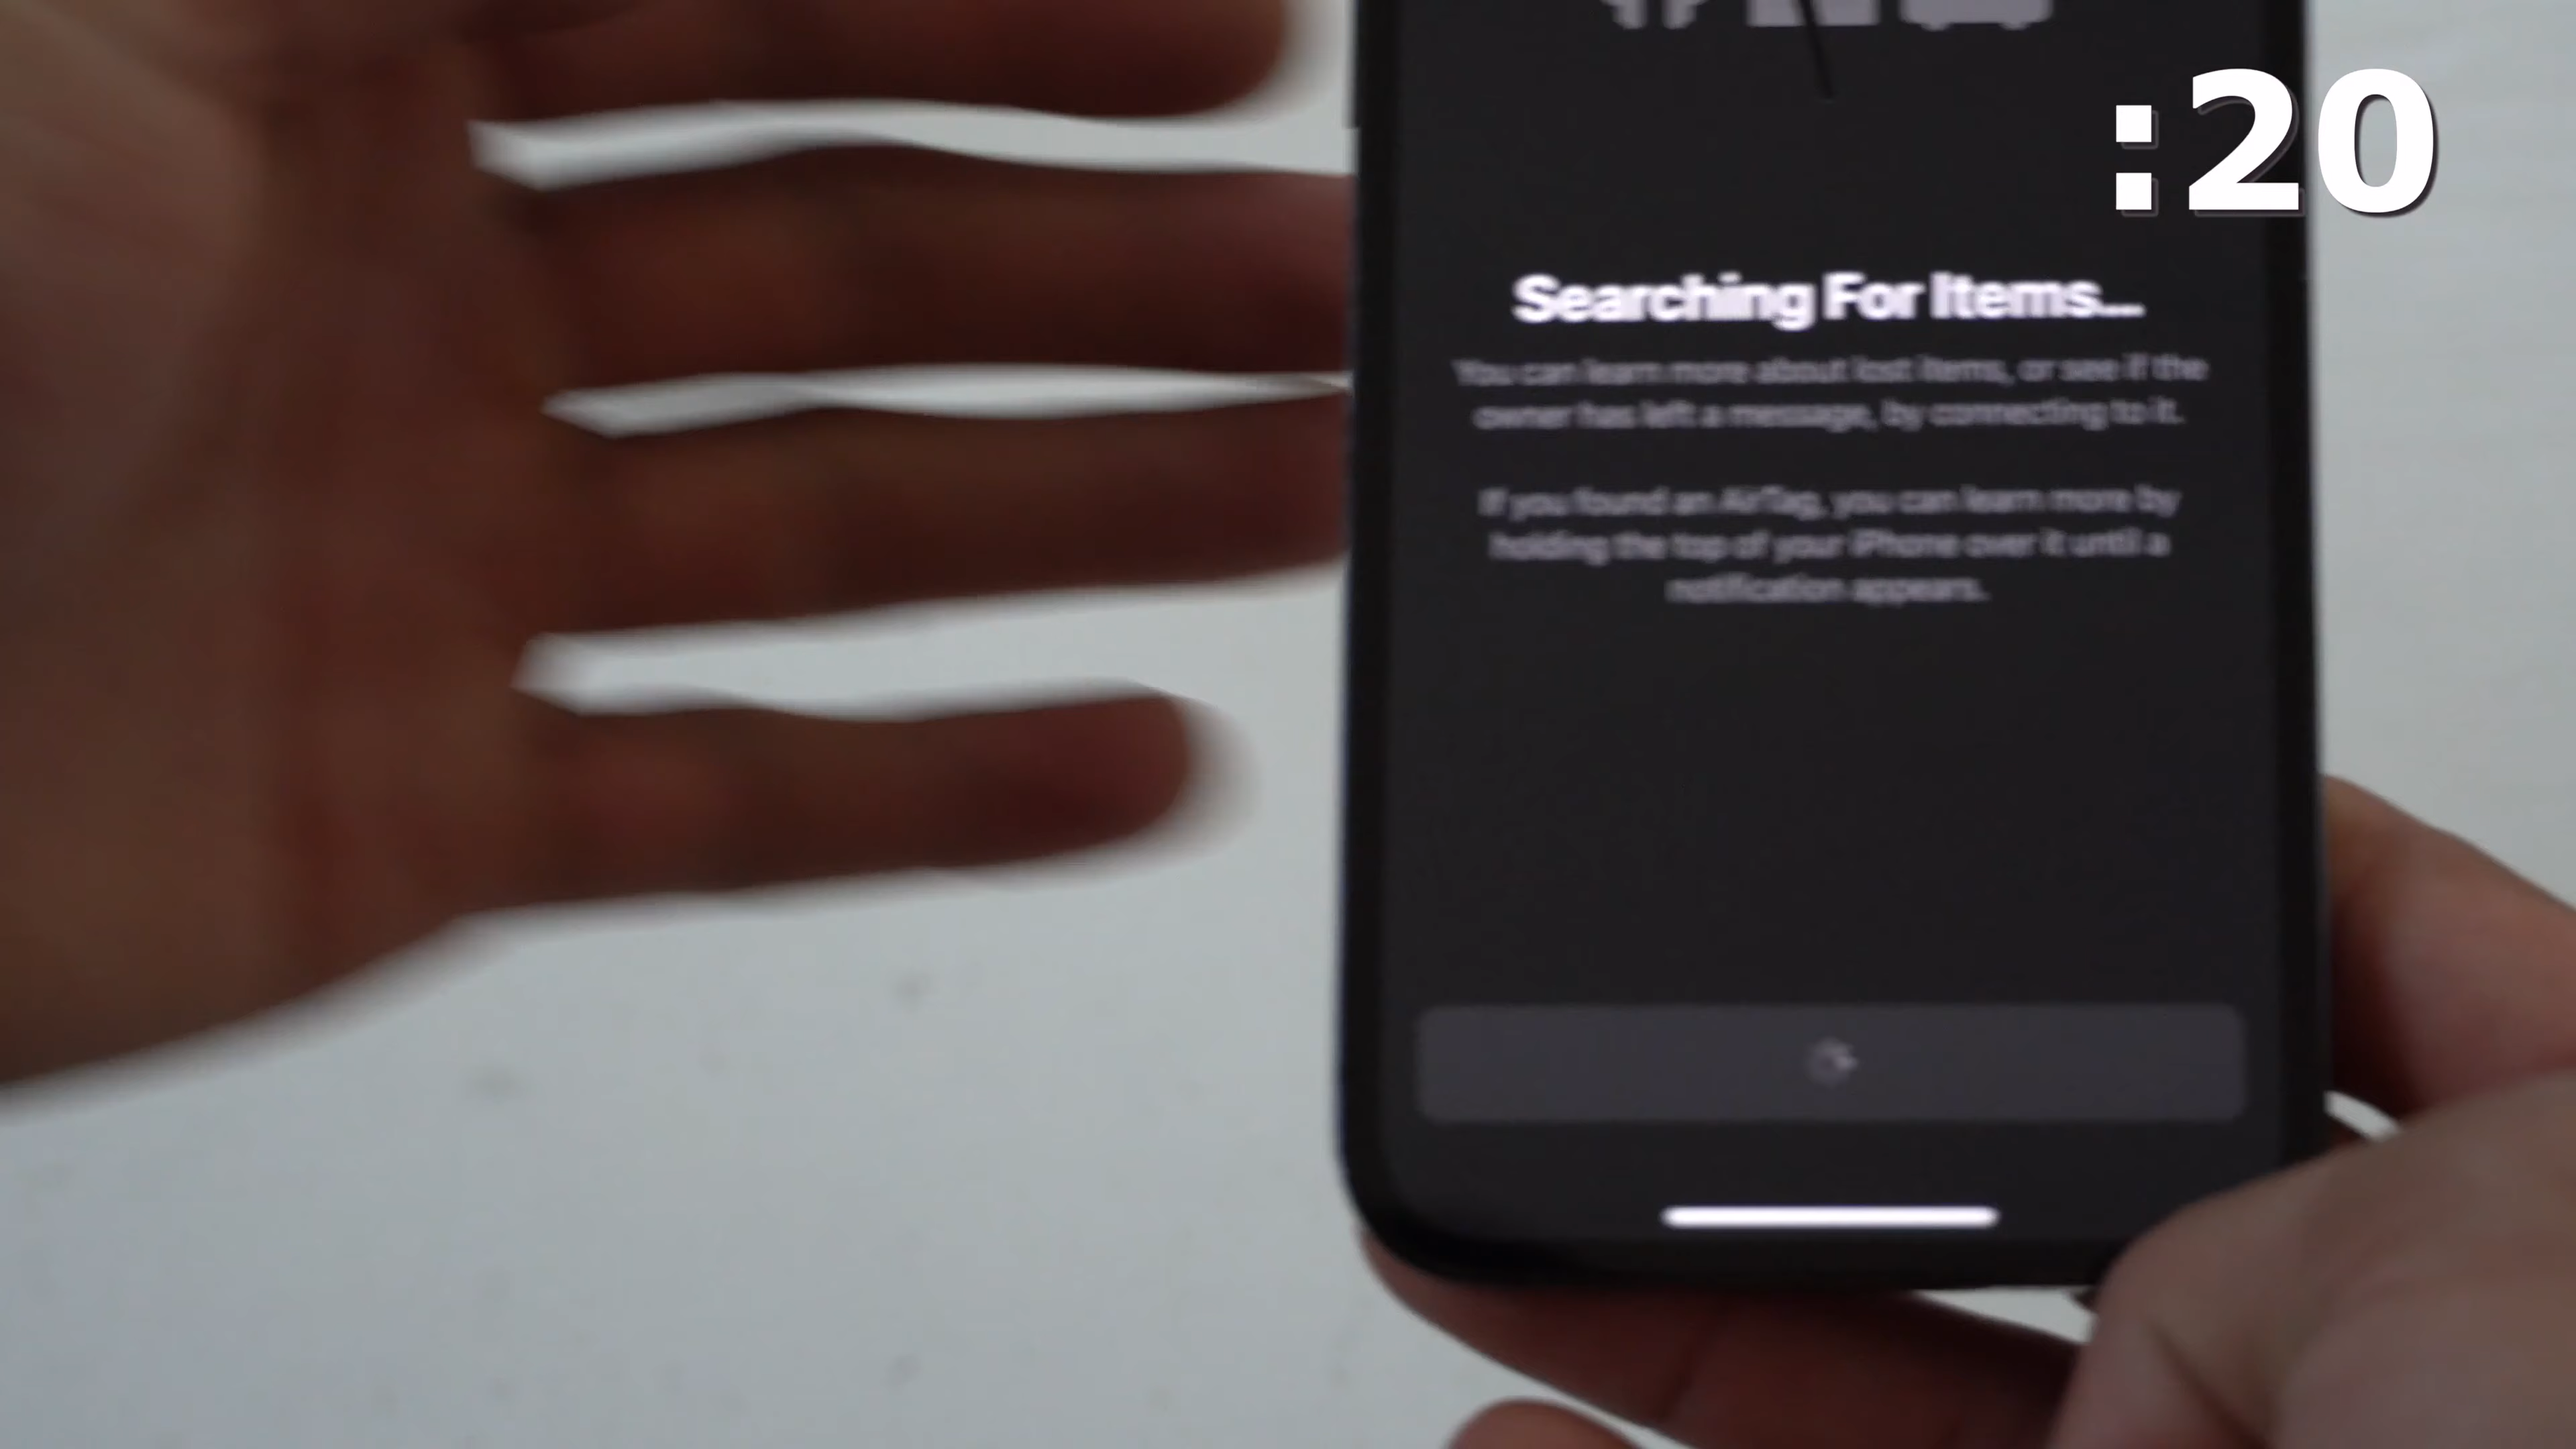 :20
Searching For Items...
You can learn more about lost items, or see if the
owner has left a message, by connecting to it.
If you found an AirTag, you can learn more by
holding the top of your iPhone over it until a
notification appears.